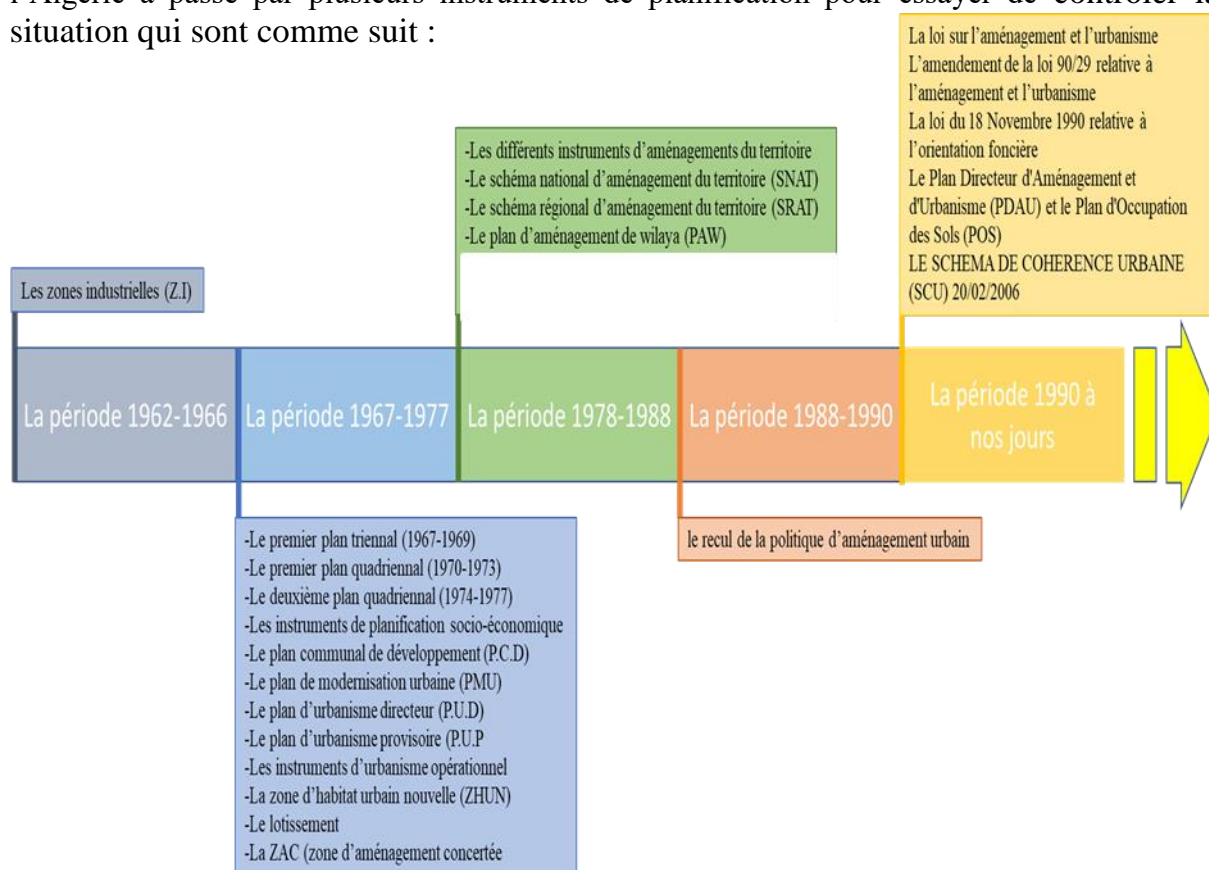 l'Algérie a passé par plusieurs instruments de planification pour essayer de contrôler la
situation qui sont comme suit :
La loi sur l'aménagement et l'urbanisme
L'amendement de la loi 90/29 relative à
l'aménagement et l'urbanisme
La loi du 18 Novembre 1990 relative à
l'orientation foncière
Le Plan Directeur d'Aménagement et
d'Urbanisme (PDAU) et le Plan d'Occupation
des Sols (POS)
LE SCHEMA DE COHERENCE URBAINE
(SCU) 20/02/2006
-Les différents instruments d'aménagements du territoire
-Le schéma national d'aménagement du territoire (SNAT)
-Le schéma régional d'aménagement du territoire (SRAT)
-Le plan d'aménagement de wilaya (PAW)
Les zones industrielles (Z.I)
La période 1962-1966
La période 1967-1977
La période 1978-1988
La période 1988-1990
La période 1990 à
nos jours
-Le premier plan triennal (1967-1969)
-Le premier plan quadriennal (1970-1973)
-Le deuxième plan quadriennal (1974-1977)
-Les instruments de planification socio-économique
-Le plan communal de développement (P.C.D)
-Le plan de modernisation urbaine (PMU)
-Le plan d'urbanisme directeur (P.U.D)
-Le plan d'urbanisme provisoire (P.U.P
-Les instruments d'urbanisme opérationnel
-La zone d'habitat urbain nouvelle (ZHUN)
-Le lotissement
-La ZAC (zone d'aménagement concertée
le recul de la politique d'aménagement urbain